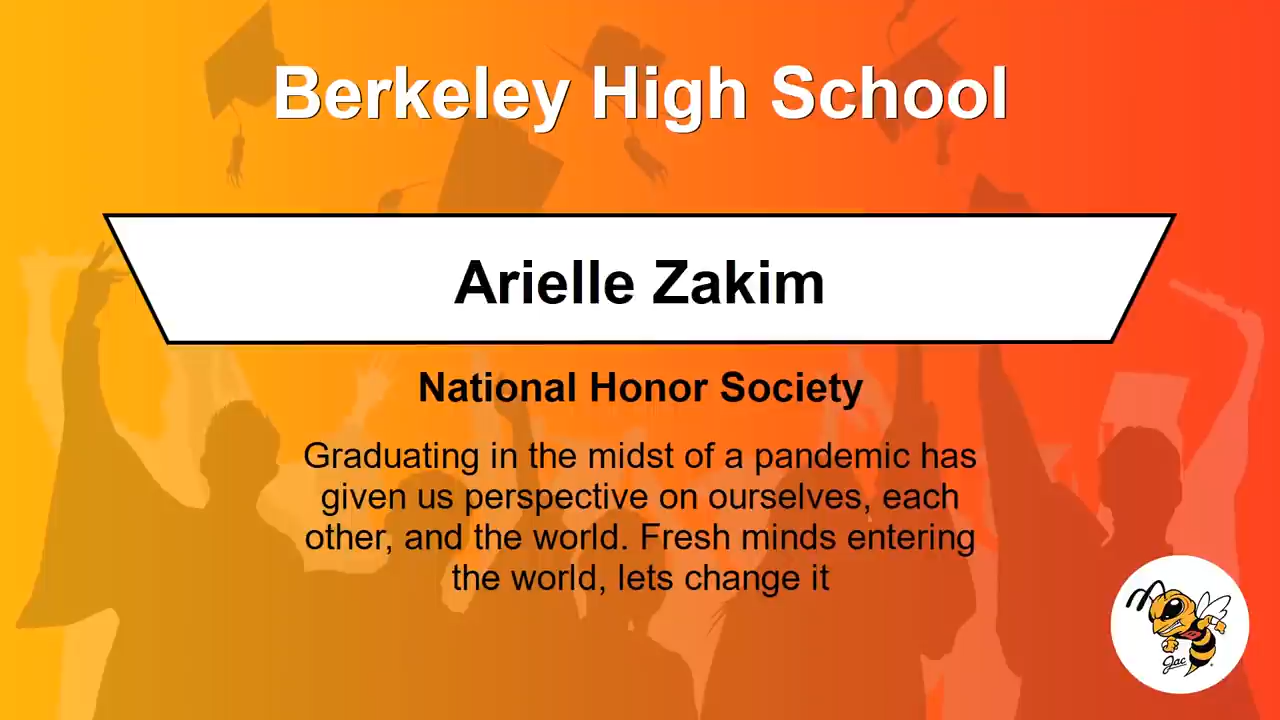 Berkeley High School
Arielle Zakim
National Honor Society
Graduating in the midst of a pandemic has
given us perspective on ourselves, each
other, and the world. Fresh minds entering
the world, lets change it
Jac